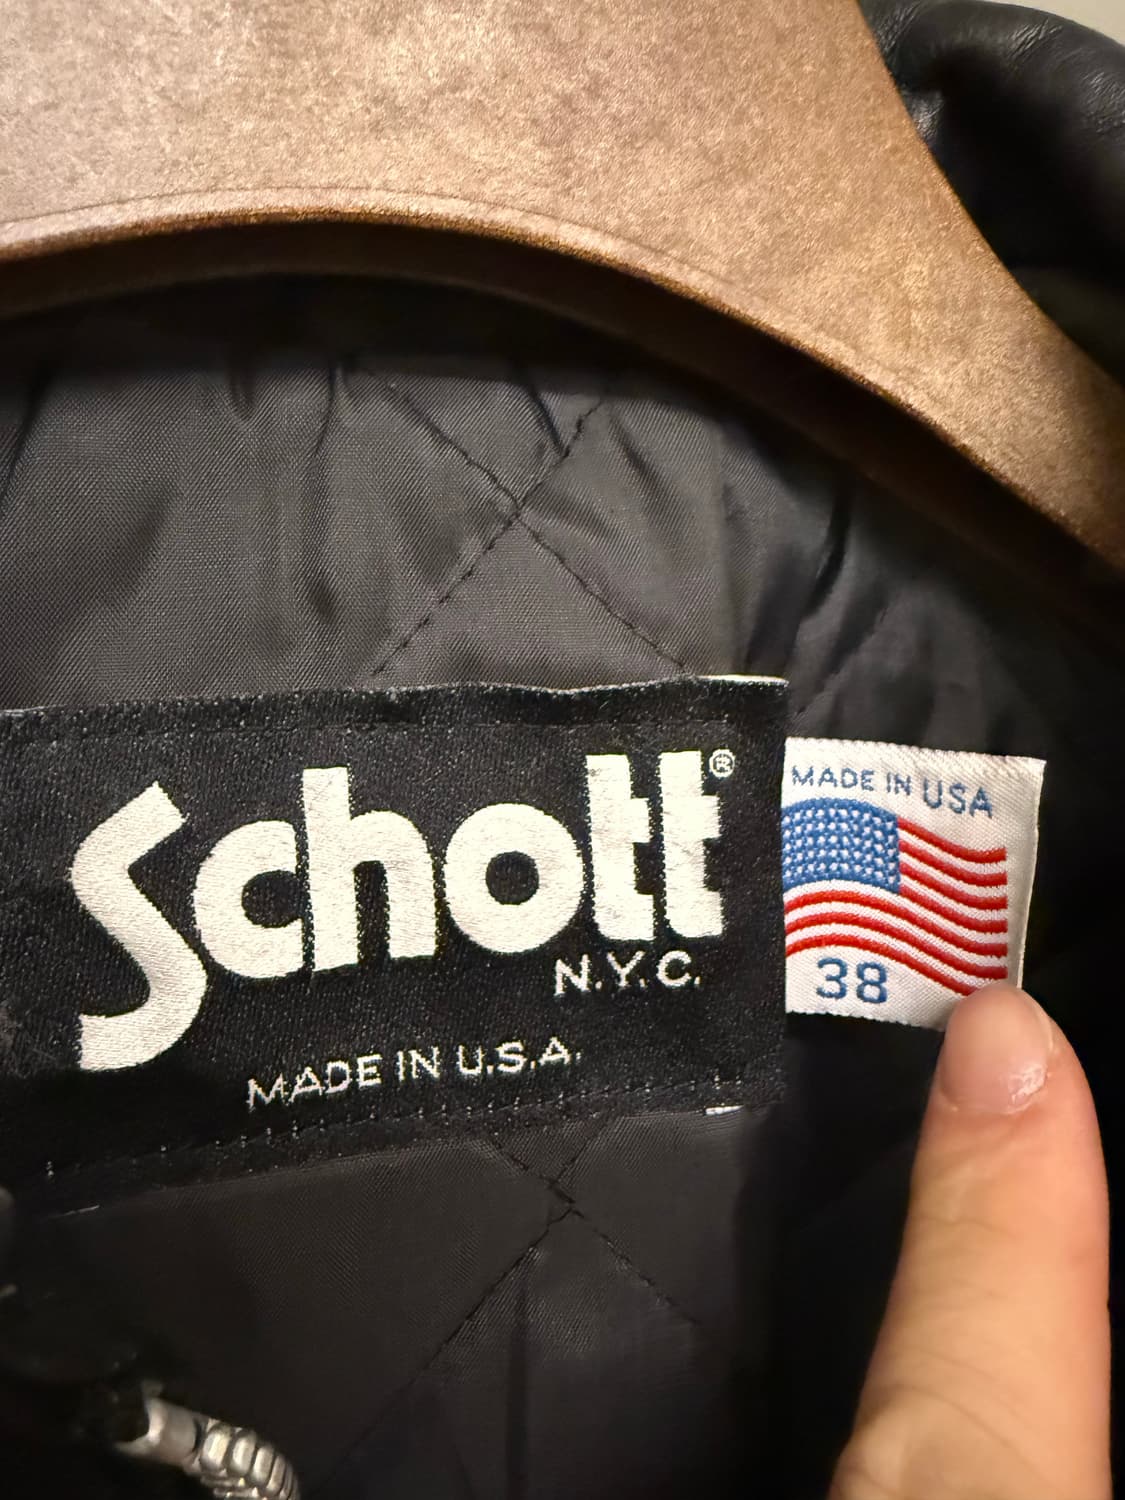 Schott®
N.Y.C.
MADE IN U.S.A.
MADE IN USA
38